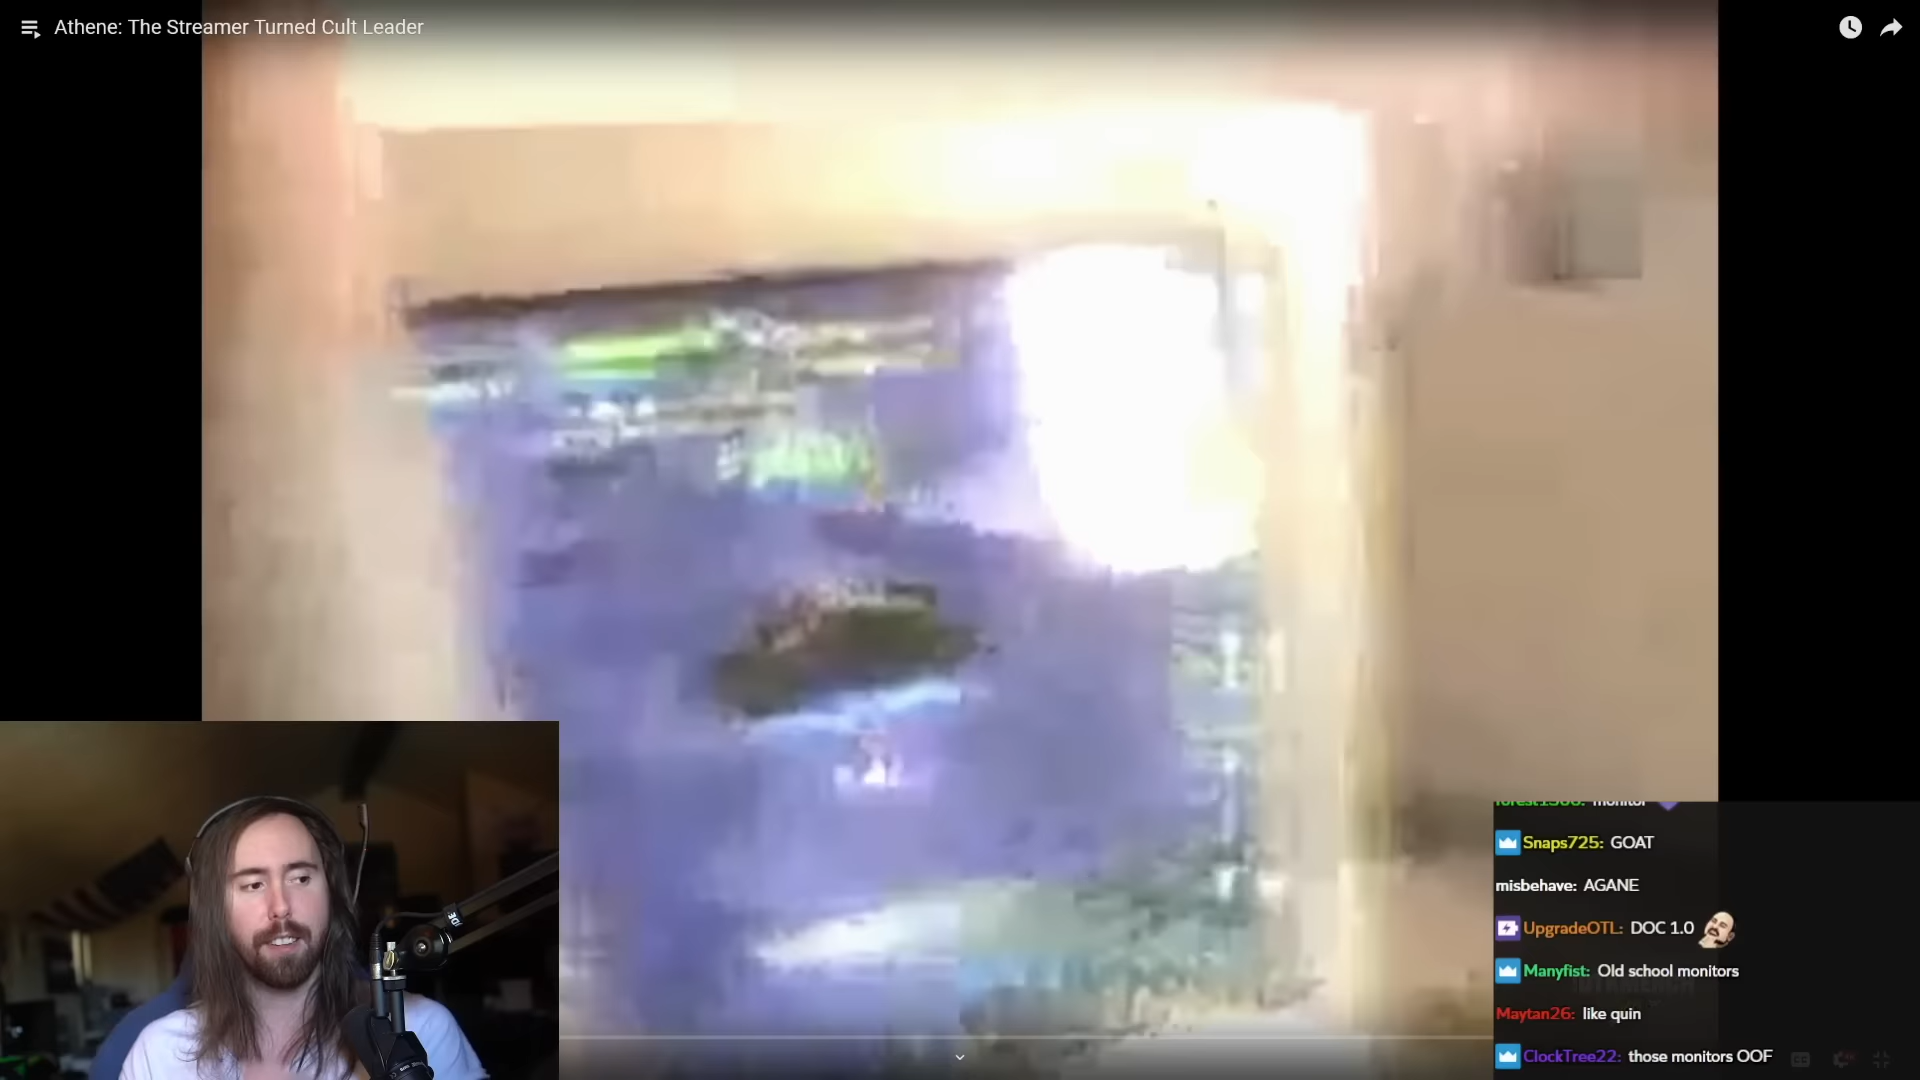 Athene: The Streamer Turned Cult Leader
Snaps725: GOAT
misbehave: AGANE
UpgradeOTL: DOC 1.0
Manyfist: Old school monitors
Maytan26: like quin
ClockTree22: those monitors OOF